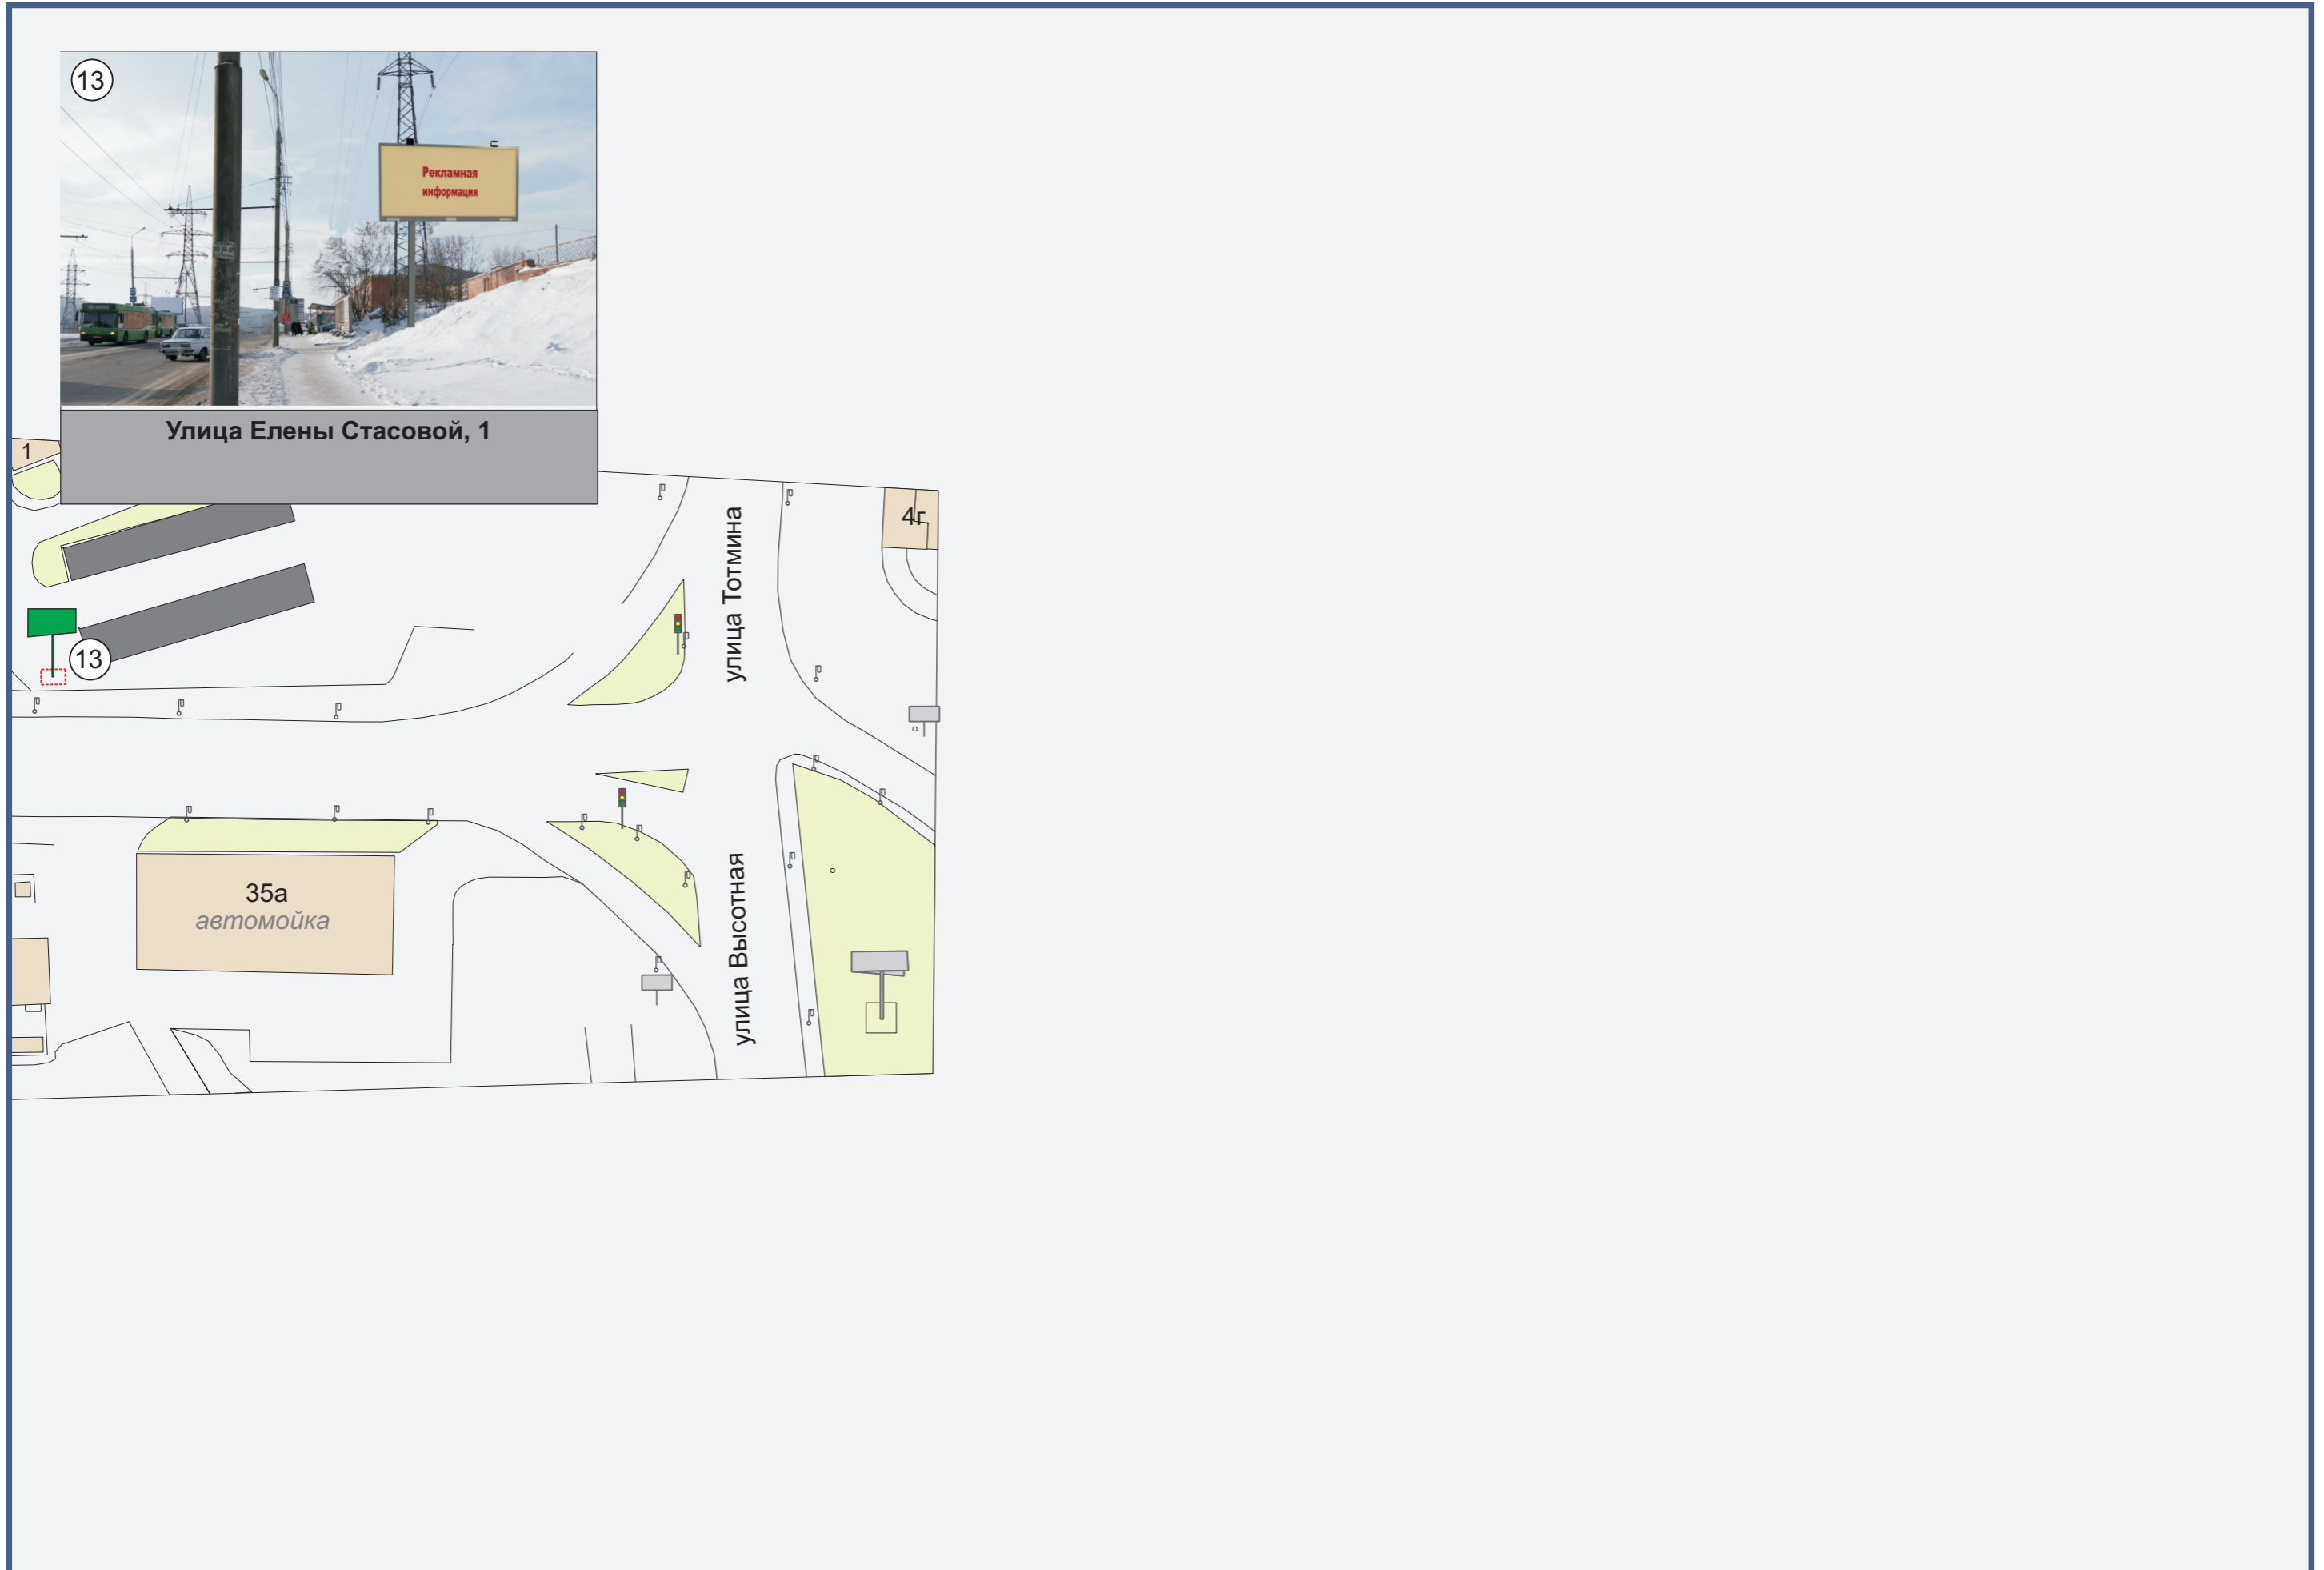 13
Рекламная
информация
Улица Елены Стасовой, 1
1
4г
улица Тотмина
13
35а
автомойка
улица Высотная